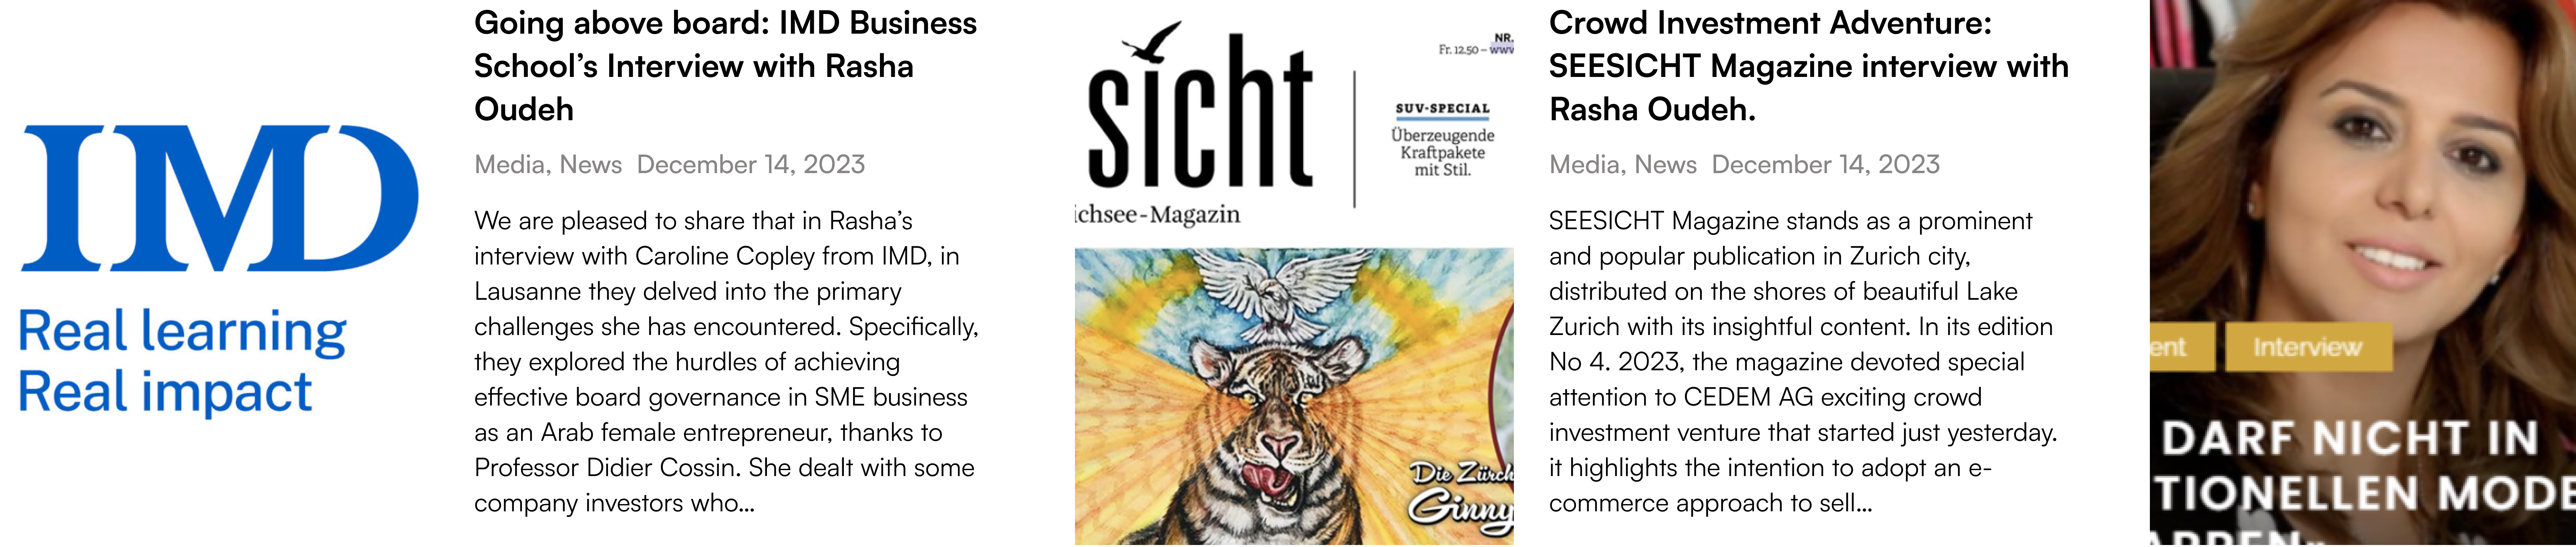 IMD
Real learning
Real impact
Going above board: IMD Business
School’s Interview with Rasha
Oudeh
Media, News December 14, 2023
We are pleased to share that in Rasha’s
interview with Caroline Copley from IMD, in
Lausanne they delved into the primary
challenges she has encountered. Specifically,
they explored the hurdles of achieving
effective board governance in SME business
as an Arab female entrepreneur, thanks to
Professor Didier Cossin. She dealt with some
company investors who...
sicht
ichsee-Magazin
NR.
Fr. 12.50 – www
SUV-SPECIAL
Überzeugende
Kraftpakete
mit Stil.
Die Zürch
Ginny
Crowd Investment Adventure:
SEESICHT Magazine interview with
Rasha Oudeh.
Media, News December 14, 2023
SEESICHT Magazine stands as a prominent
and popular publication in Zurich city,
distributed on the shores of beautiful Lake
Zurich with its insightful content. In its edition
No 4. 2023, the magazine devoted special
attention to CEDEM AG exciting crowd
investment venture that started just yesterday.
it highlights the intention to adopt an e-
commerce approach to sell...
ent
Interview
DARF NICHT IN
TIONELLEN MODE